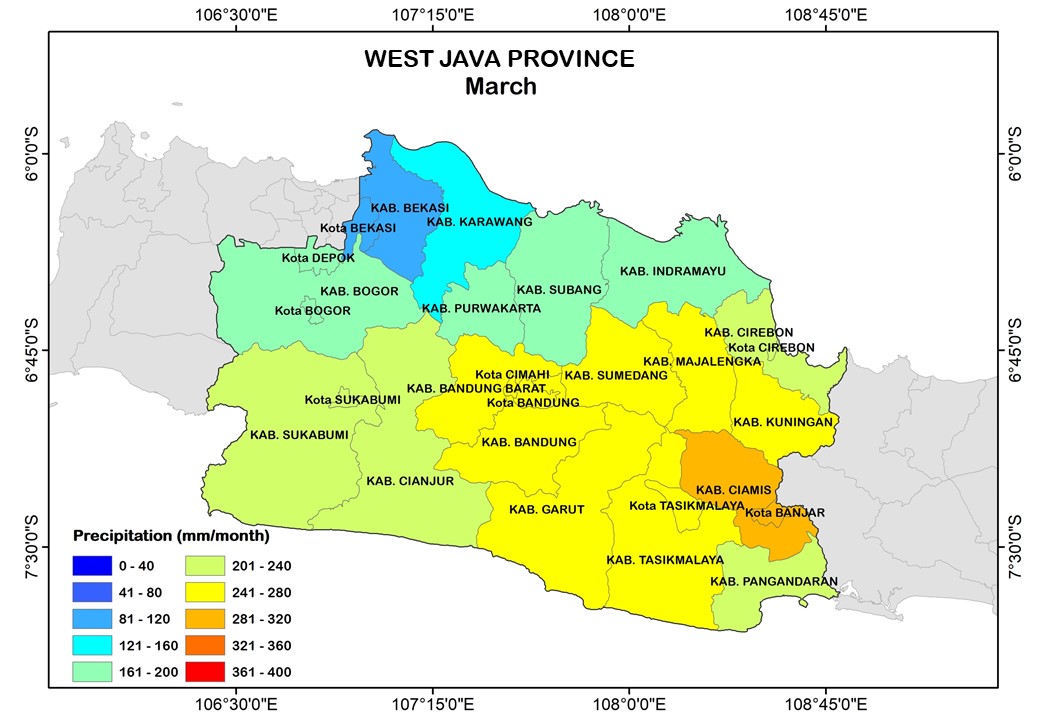 106°30'0"E 107°15'0"E 108°0'0"E 108°45'0"E
WEST JAVA PROVINCE
March
6°0'0"S 6°0'0"S
KAB. BEKASI
KAB. KARAWANG
Kota BEKASI
Kota DEPOK
KAB. INDRAMAYU
KAB. BOGOR
KAB. SUBANG
Kota BOGOR
KAB. PURWAKARTA
KAB. CIREBON
Kota CIREBON
6°45'0"S 6°45'0"S
KAB. MAJALENGKA
Kota CIMAHI
KAB. SUMEDANG
KAB. BANDUNG BARAT
Kota SUKABUMI
Kota BANDUNG
KAB. KUNINGAN
KAB. SUKABUMI
KAB. BANDUNG
KAB. CIANJUR
KAB. CIAMIS
Kota TASIKMALAYA
KAB. GARUT
Kota BANJAR
7°30'0"S 7°30'0"S
KAB. TASIKMALAYA
KAB. PANGANDARAN
Precipitation (mm/month)
0 - 40 201 - 240
41 - 80 241 - 280
81 - 120 281 - 320
121 - 160 321 - 360
161 - 200 361 - 400
106°30'0"E 107°15'0"E 108°0'0"E 108°45'0"E